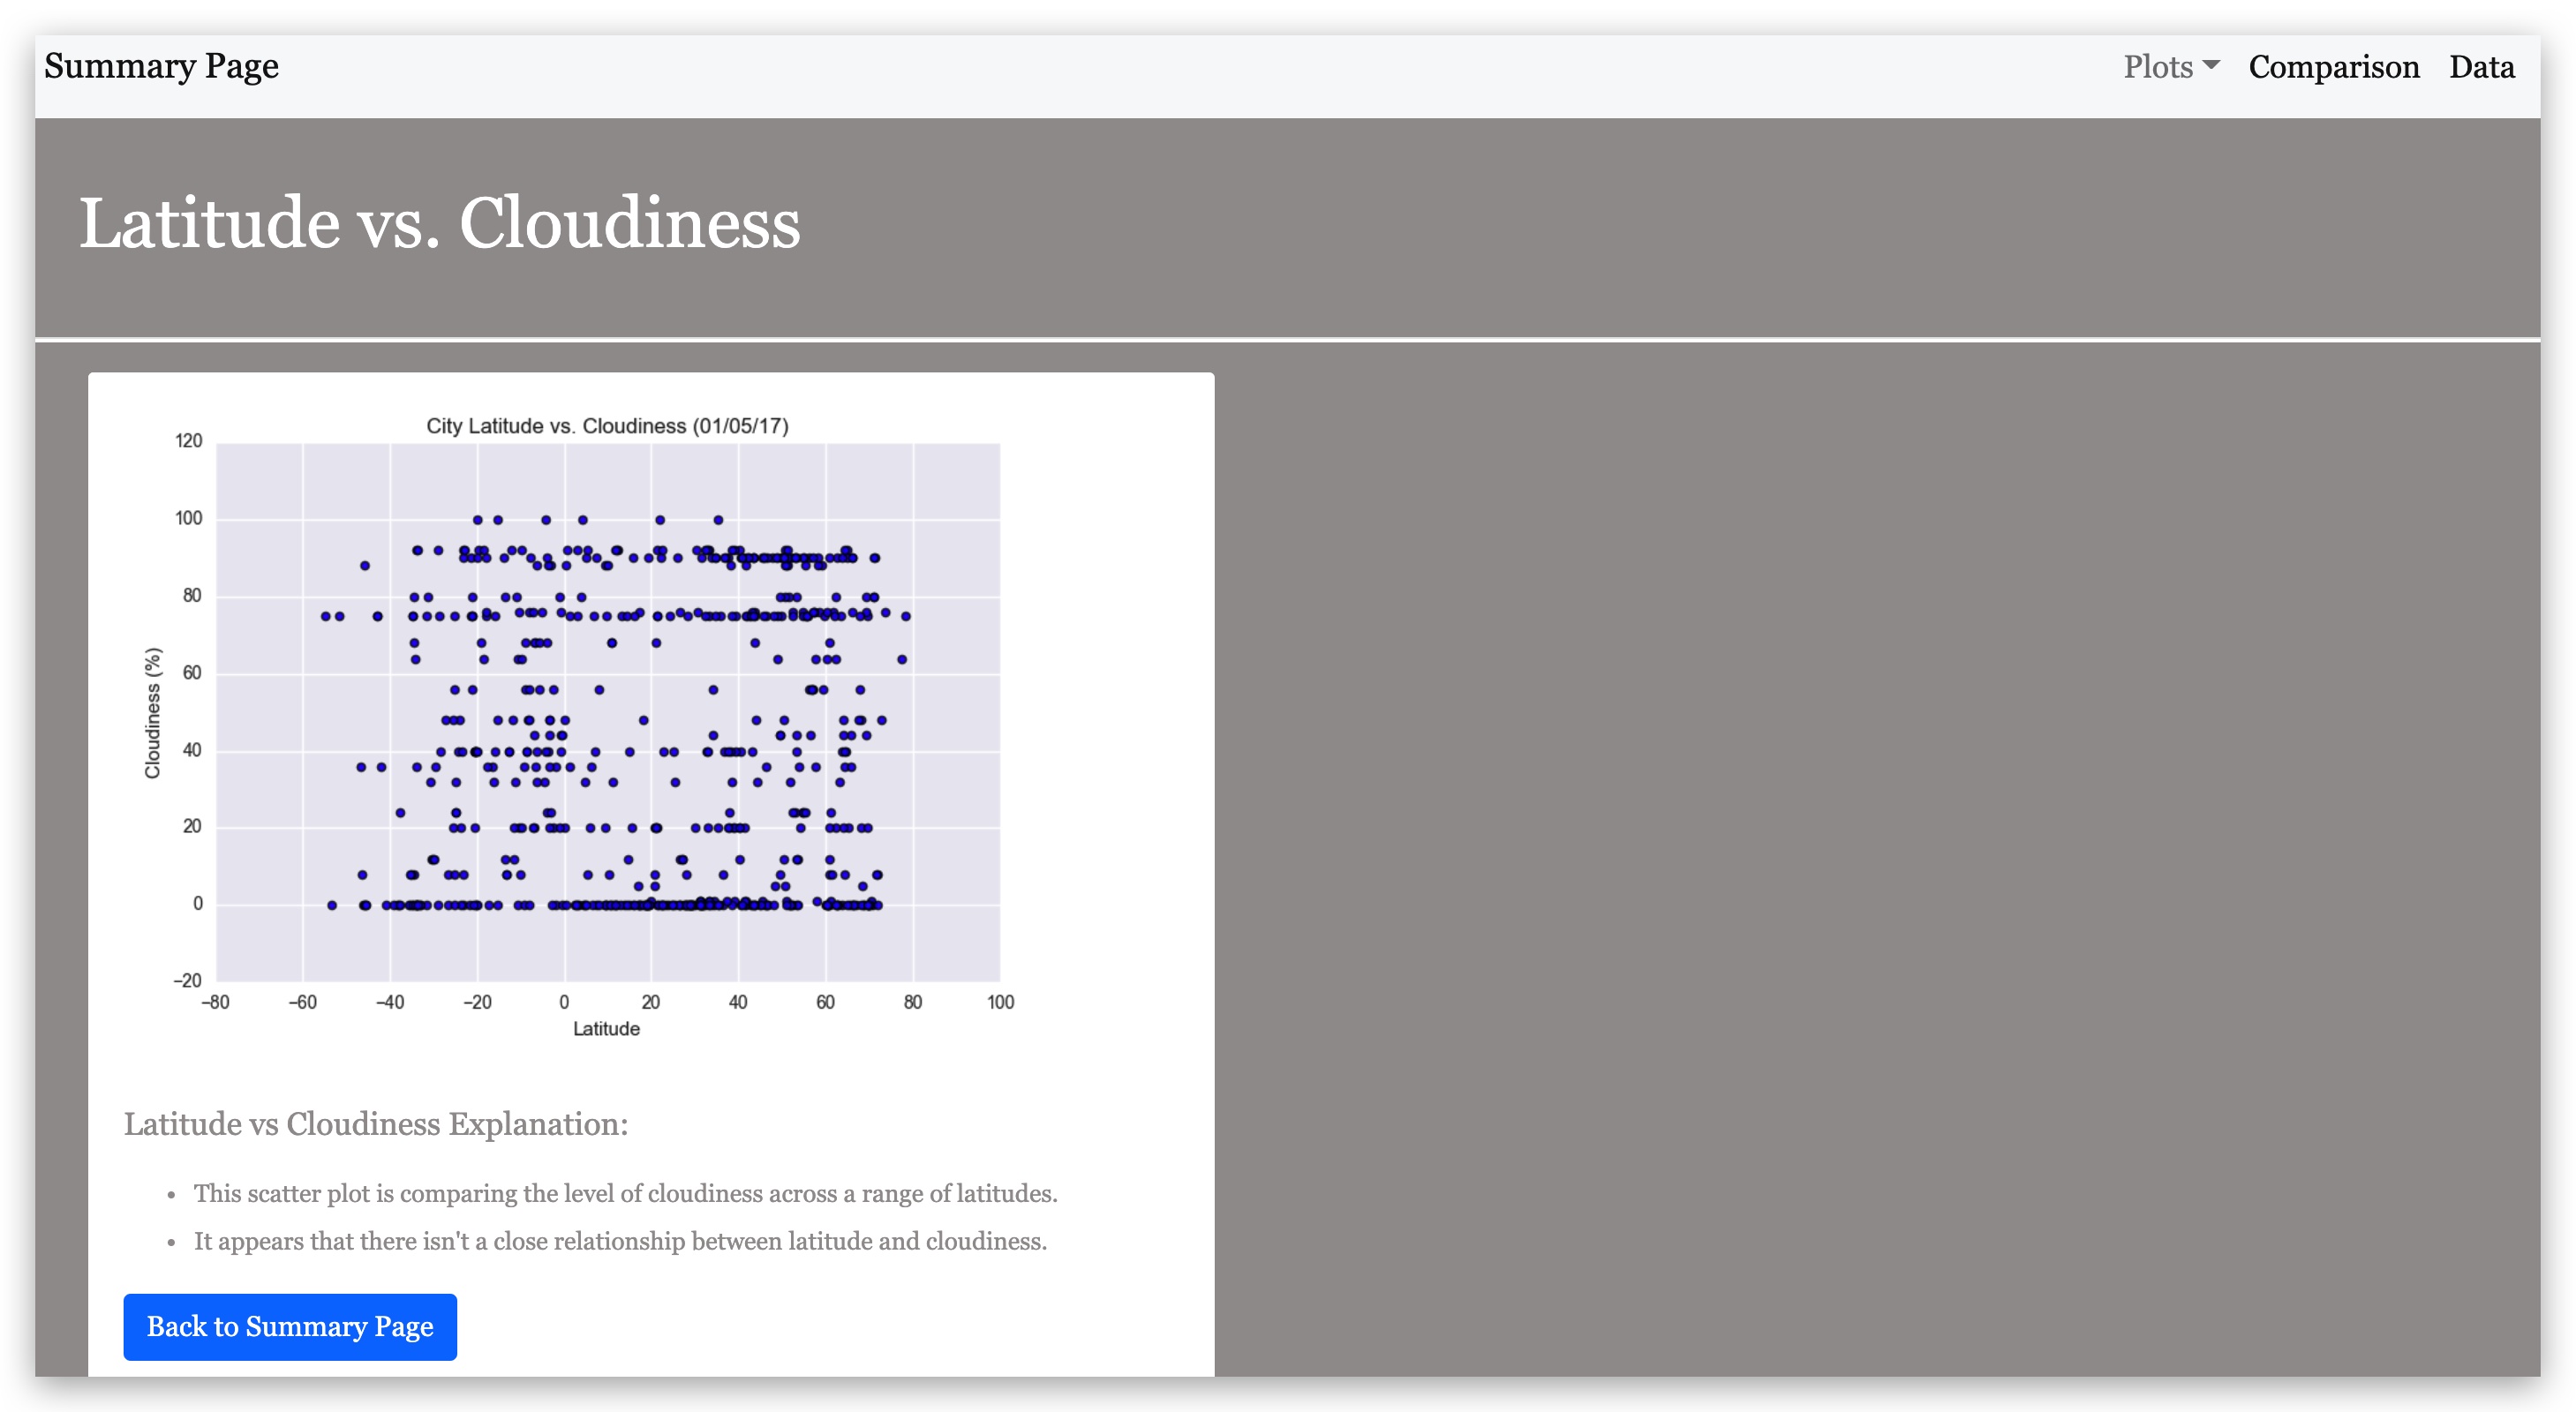 Summary Page
Plots Comparison Data
Latitude vs. Cloudiness
City Latitude vs. Cloudiness (01/05/17)
120
100
80
60
40
20
0
−20
Cloudiness (%)
−80 −60 −40 −20 0 20 40 60 80 100
Latitude
Latitude vs Cloudiness Explanation:
• This scatter plot is comparing the level of cloudiness across a range of latitudes.
• It appears that there isn't a close relationship between latitude and cloudiness.
Back to Summary Page